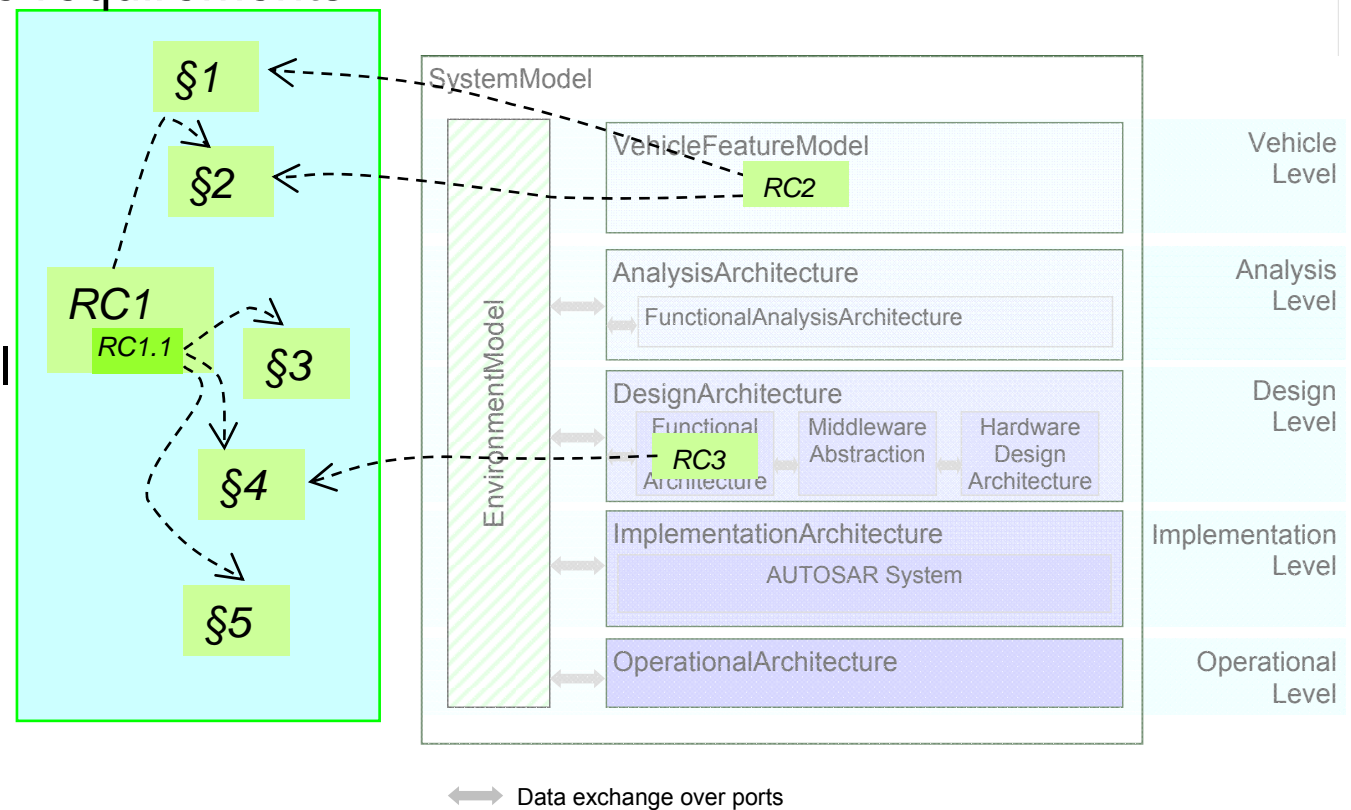 requirements
§1
§2
RC1
RC1.1
§3
§4
§5
SystemModel
EnvironmentModel
VehicleFeatureModel
RC2
AnalysisArchitecture
FunctionalAnalysisArchitecture
DesignArchitecture
Functional
RC3
Architecture
Middleware
Abstraction
Hardware
Design
Architecture
ImplementationArchitecture
AUTOSAR System
OperationalArchitecture
Vehicle
Level
Analysis
Level
Design
Level
Implementation
Level
Operational
Level
Data exchange over ports